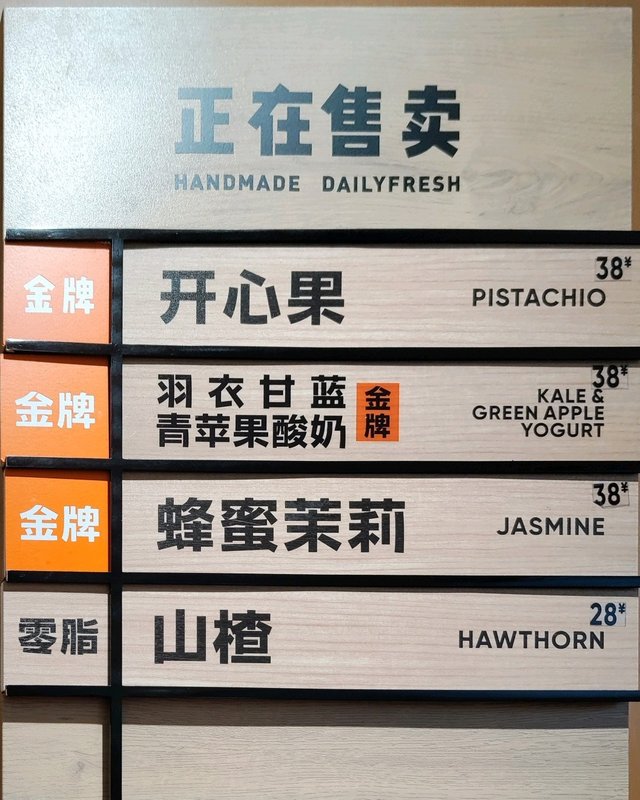 正在售卖
HANDMADE DAILYFRESH
金牌
开心果
38¥
PISTACHIO
金牌
羽衣甘蓝
青苹果酸奶
金牌
38¥
KALE &
GREEN APPLE
YOGURT
金牌
蜂蜜茉莉
38¥
JASMINE
零脂
山楂
28¥
HAWTHORN